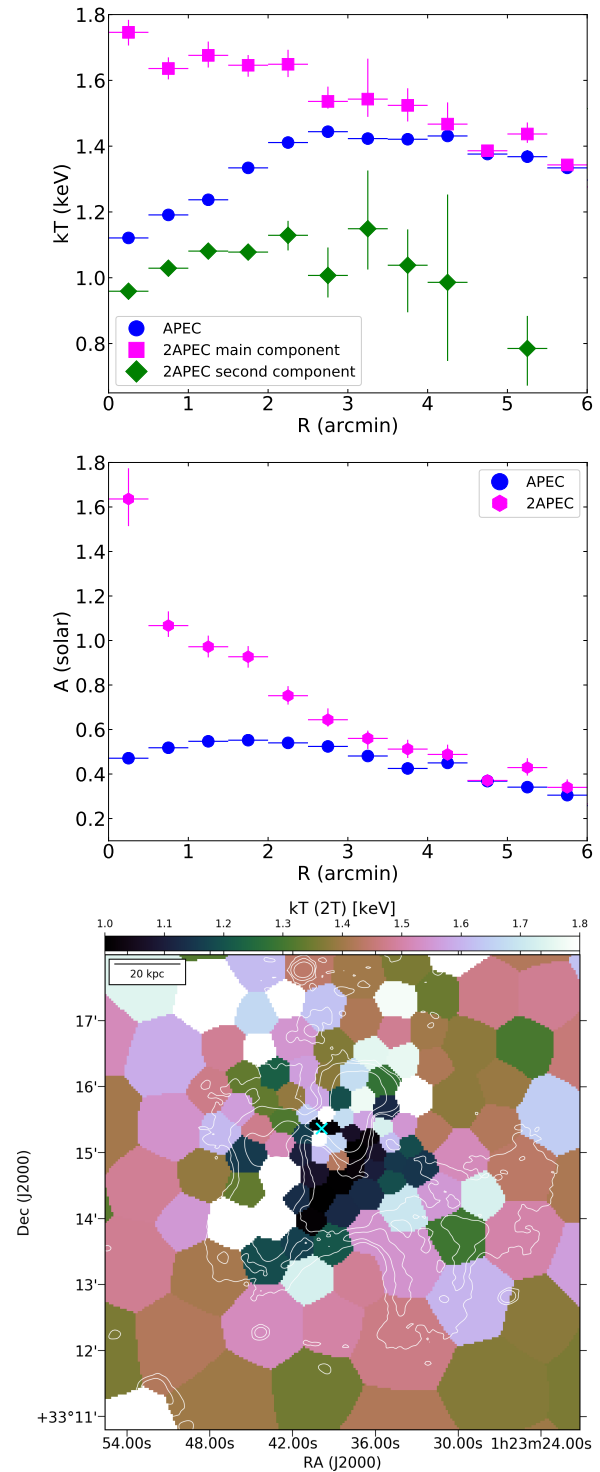 1.8
1.6
1.4
1.2
1.0
0.8
kT (keV)
APEC
2APEC main component
2APEC second component
0 1 2 3 4 5 6
R (arcmin)
1.8
1.6
1.4
1.2
1.0
0.8
0.6
0.4
0.2
A (solar)
APEC
2APEC
0 1 2 3 4 5 6
R (arcmin)
kT (2T) [keV]
1.0 1.1 1.2 1.3 1.4 1.5 1.6 1.7 1.8
20 kpc
17'
16'
15'
14'
13'
12'
+33°11'
Dec (J2000)
54.00s 48.00s 42.00s 36.00s 30.00s 1h23m24.00s
RA (J2000)